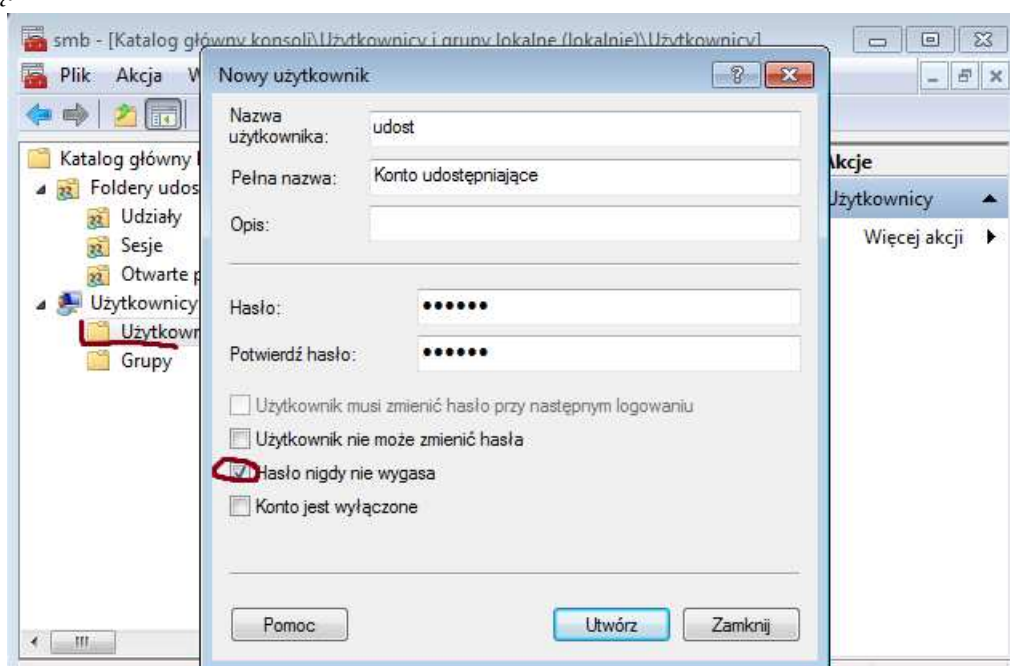 smb - [Katalog główny konsoli\Użytkownicy i grupy lokalne (lokalnie)\Użytkownicy]
Plik Akcja W
Nowy użytkownik
Nazwa
użytkownika:
udost
Pełna nazwa:
Konto udostępniające
Opis:
Hasło:
••••••
Potwierdź hasło:
••••••
Użytkownik musi zmienić hasło przy następnym logowaniu
Użytkownik nie może zmienić hasła
Hasło nigdy nie wygasa
Konto jest wyłączone
Pomoc
Utwórz
Zamknij
Katalog główny
Foldery udos
Udziały
Sesje
Otwarte
Użytkownicy
Użytkown
Grupy
Akcje
Użytkownicy
Więcej akcji